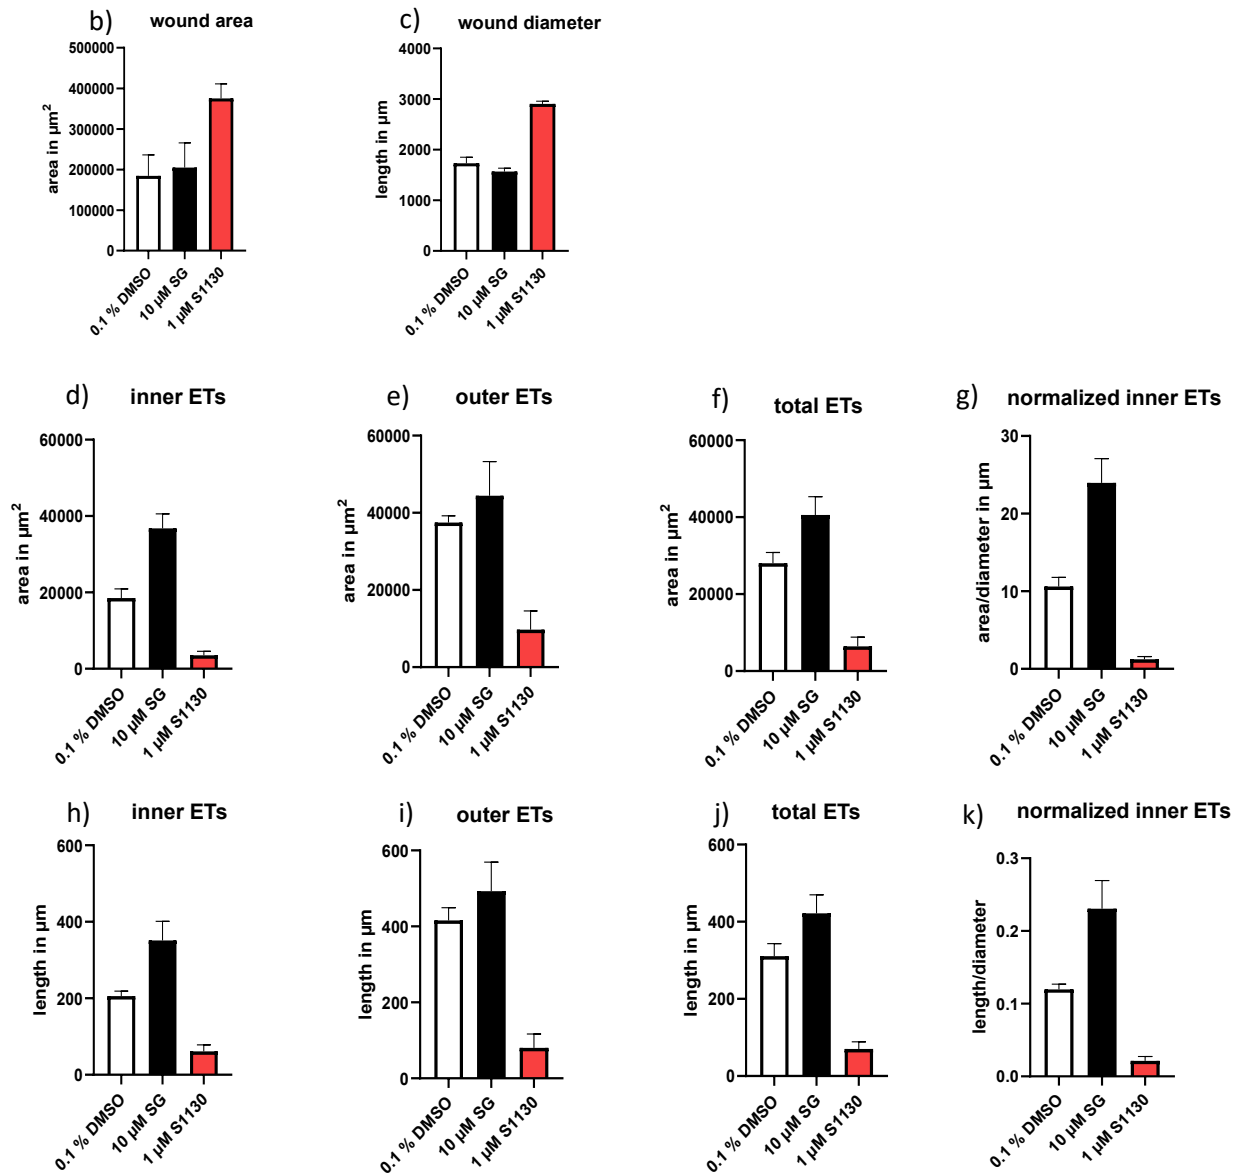 b) wound area
500000
400000
300000
200000
100000
0
area in µm²
0.1 % DMSO
10 µM SG
1 µM S1130
c) wound diameter
4000
3000
2000
1000
0
length in µm
0.1 % DMSO
10 µM SG
1 µM S1130
d) inner ETs
60000
40000
20000
0
area in µm²
0.1 % DMSO
10 µM SG
1 µM S1130
e) outer ETs
60000
40000
20000
0
area in µm²
0.1 % DMSO
10 µM SG
1 µM S1130
f) total ETs
60000
40000
20000
0
area in µm²
0.1 % DMSO
10 µM SG
1 µM S1130
g) normalized inner ETs
30
20
10
0
area/diameter in µm
0.1 % DMSO
10 µM SG
1 µM S1130
h) inner ETs
600
400
200
0
length in µm
0.1 % DMSO
10 µM SG
1 µM S1130
i) outer ETs
600
400
200
0
length in µm
0.1 % DMSO
10 µM SG
1 µM S1130
j) total ETs
600
400
200
0
length in µm
0.1 % DMSO
10 µM SG
1 µM S1130
k) normalized inner ETs
0.3
0.2
0.1
0.0
length/diameter
0.1 % DMSO
10 µM SG
1 µM S1130